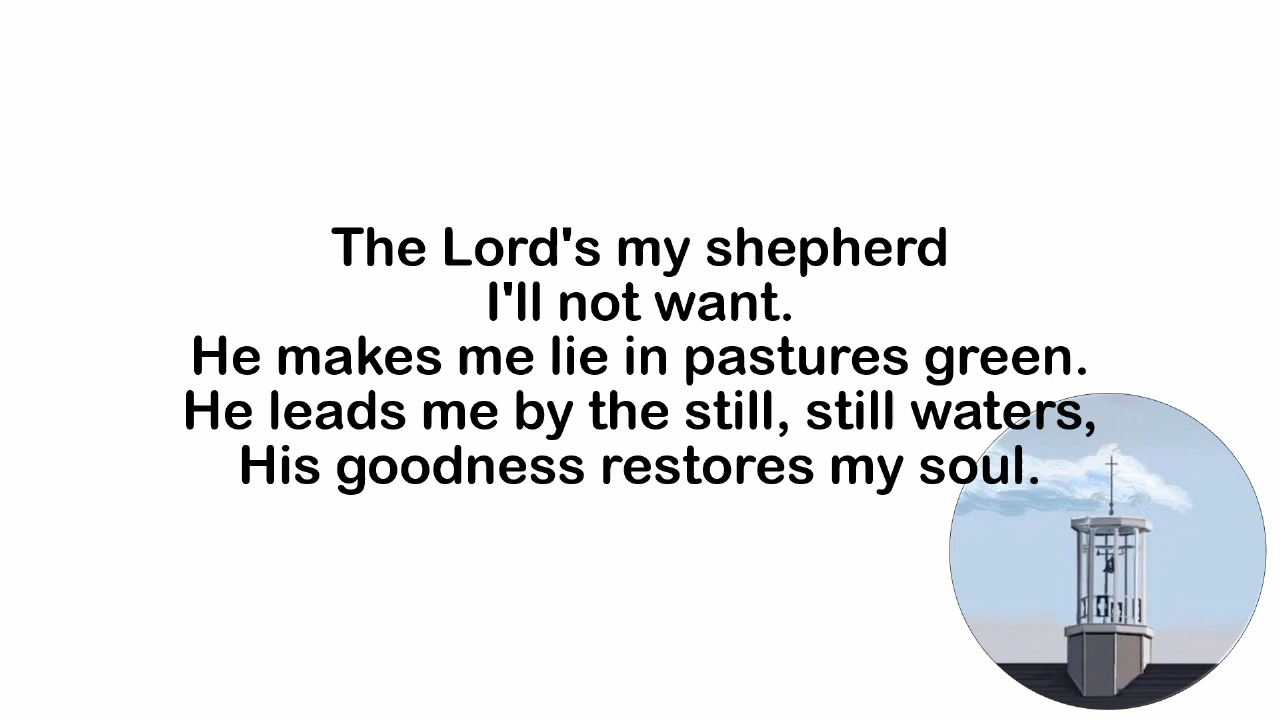 The Lord's my shepherd
I'll not want.
He makes me lie in pastures green.
He leads me by the still, still waters,
His goodness restores my soul.